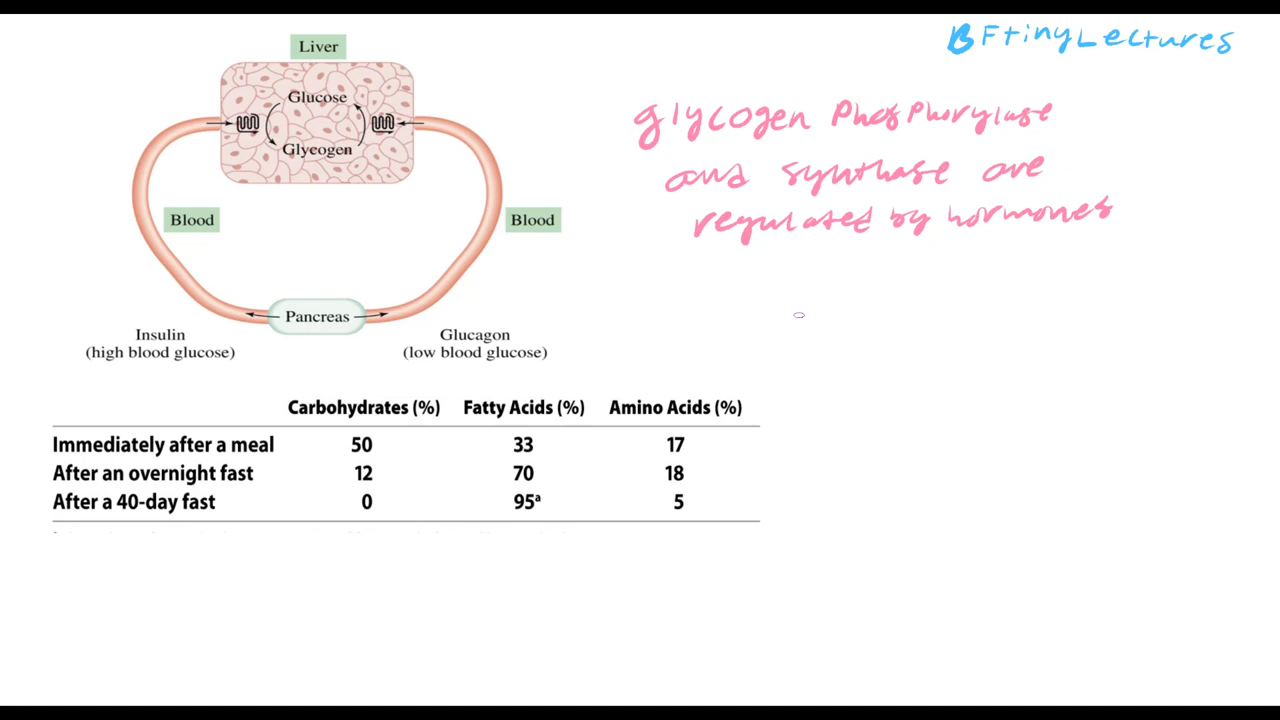 BFtinyLectures
Liver
Glucose
Glycogen
glycogen Phosphorylase
and synthase are
regulated by hormones
Blood
Blood
Pancreas
Insulin
(high blood glucose)
Glucagon
(low blood glucose)
Carbohydrates (%) Fatty Acids (%) Amino Acids (%)
Immediately after a meal 50 33 17
After an overnight fast 12 70 18
After a 40-day fast 0 95ᵃ 5